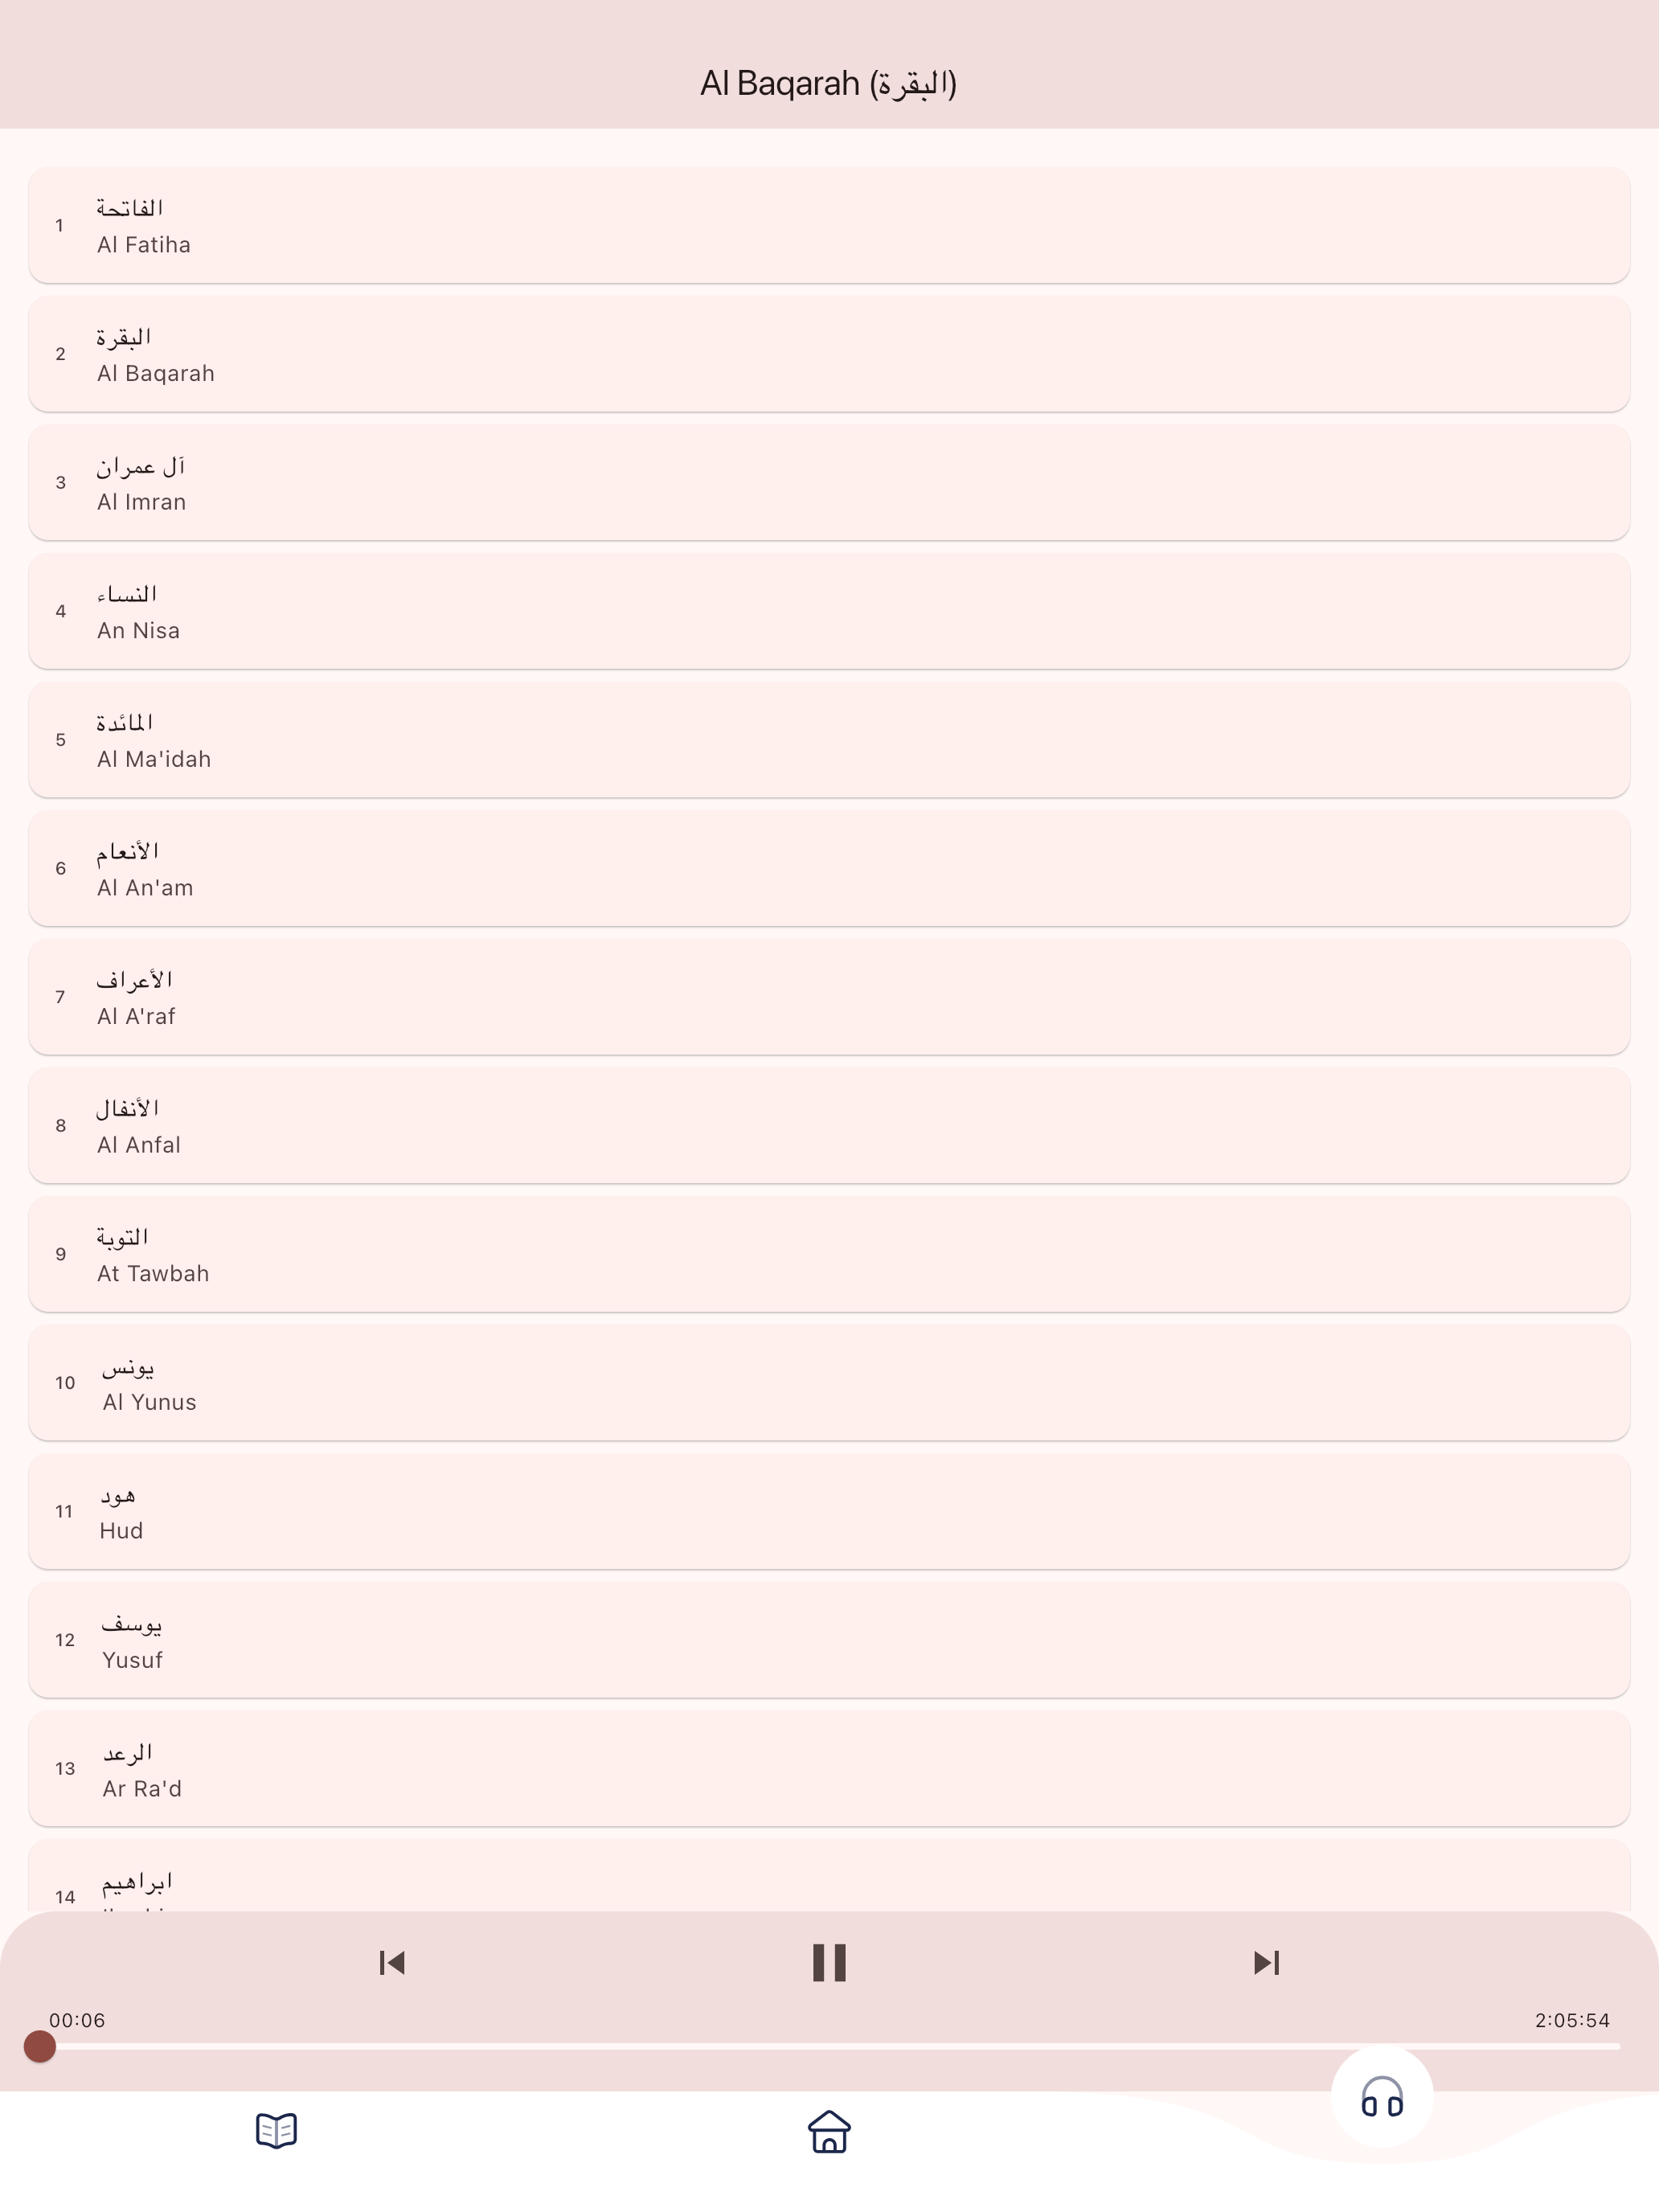 Al Baqarah (البقرة)
1
الفاتحة
Al Fatiha
2
البقرة
Al Baqarah
3
آل عمران
Al Imran
4
النساء
An Nisa
5
المائدة
Al Ma'idah
6
الأنعام
Al An'am
7
الأعراف
Al A'raf
8
الأنفال
Al Anfal
9
التوبة
At Tawbah
10
يونس
Al Yunus
11
هود
Hud
12
يوسف
Yusuf
13
الرعد
Ar Ra'd
14
ابراهيم
00:06
2:05:54